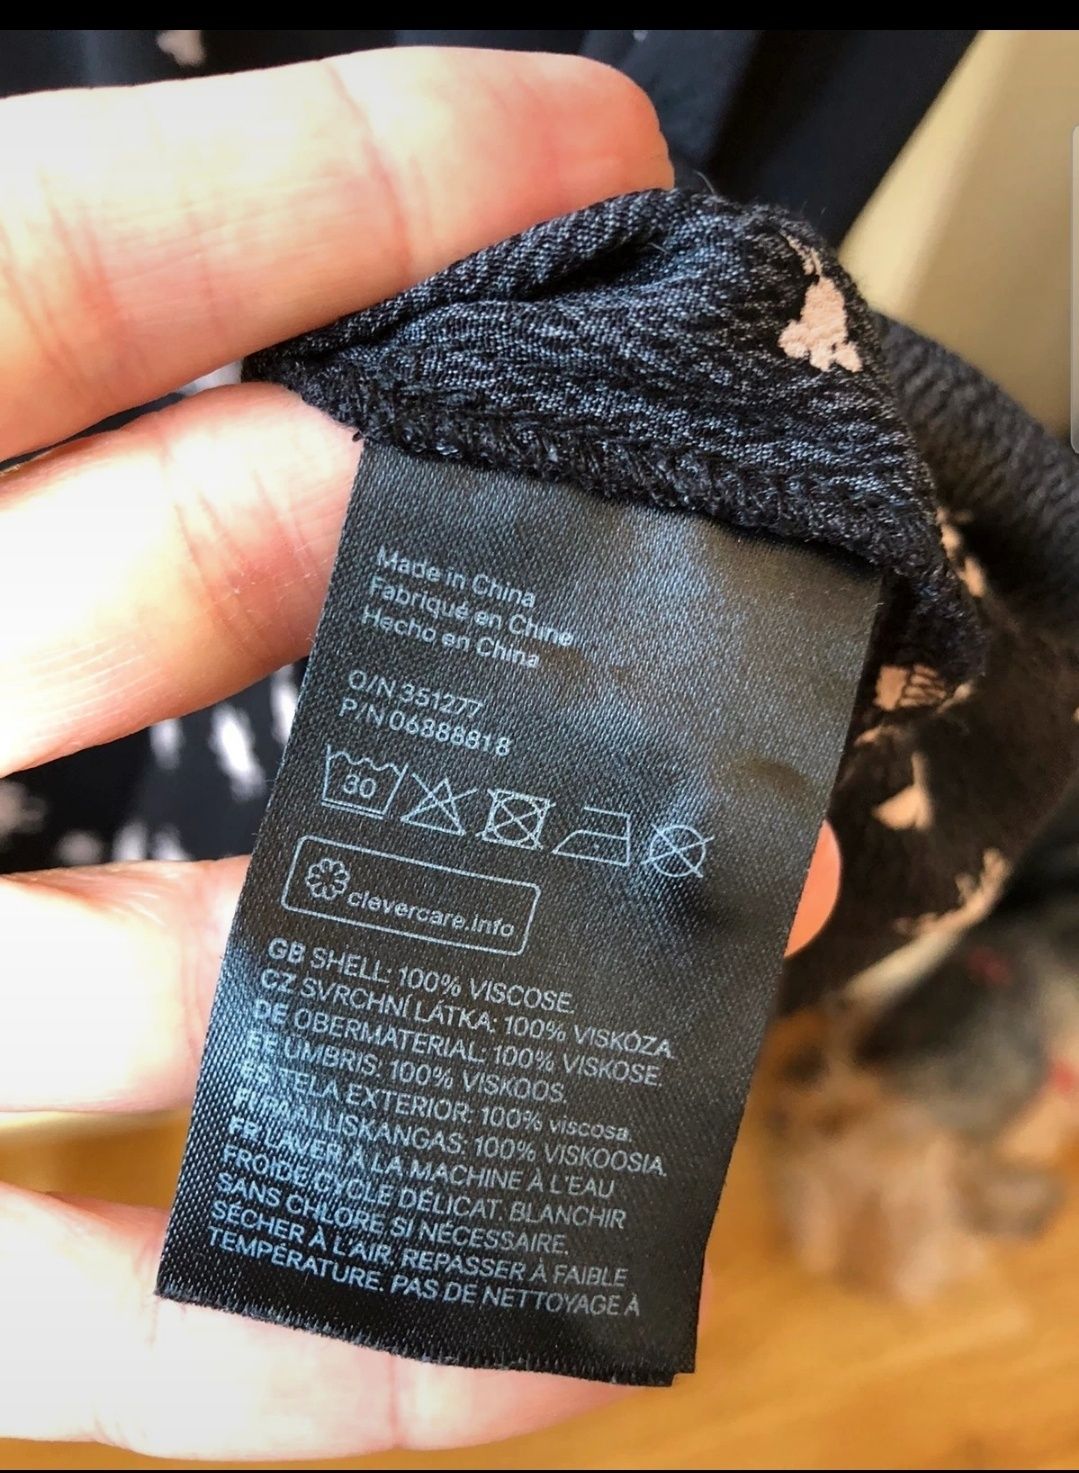 Made in China
Fabriqué en Chine
Hecho en China
O/N 351277
P/N 06888818
30
clevercare.info
GB SHELL: 100% VISCOSE.
CZ SVRCHNÍ LÁTKA: 100% VISKÓZA.
DE OBERMATERIAL: 100% VISKOSE.
EE UMBRIS: 100% VISKOOS.
ES TELA EXTERIOR: 100% viscosa.
FI PÄÄLLISKANGAS: 100% VISKOOSIA.
FR LAVER À LA MACHINE À L'EAU
FROIDE CYCLE DÉLICAT. BLANCHIR
SANS CHLORE SI NÉCESSAIRE.
SÉCHER À L'AIR. REPASSER À FAIBLE
TEMPÉRATURE. PAS DE NETTOYAGE À